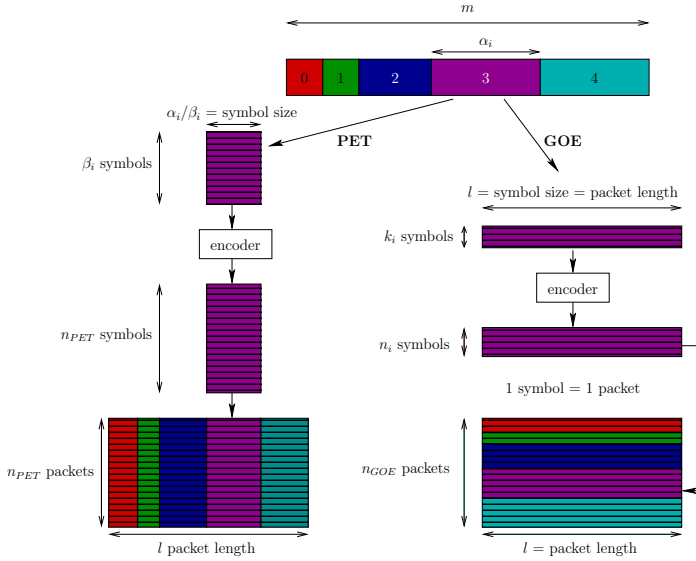 m
α_i
0 1 2 3 4
α_i/β_i = symbol size
PET
GOE
β_i symbols
l = symbol size = packet length
k_i symbols
encoder
encoder
n_PET symbols
n_i symbols
1 symbol = 1 packet
n_PET packets
n_GOE packets
l packet length
l = packet length